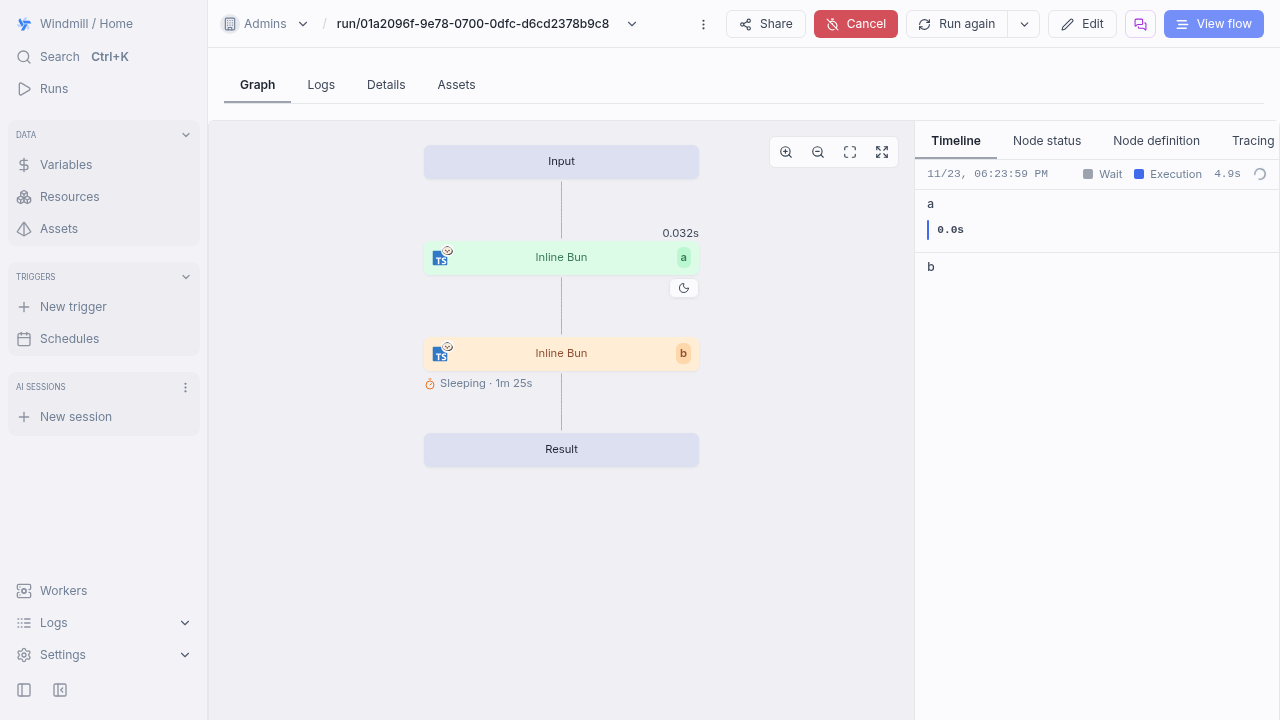 Windmill / Home
Search Ctrl+K
Runs
DATA
Variables
Resources
Assets
TRIGGERS
New trigger
Schedules
AI SESSIONS
New session
Workers
Logs
Settings
Admins / run/01a2096f-9e78-0700-0dfc-d6cd2378b9c8
Share
Cancel
Run again
Edit
View flow
Graph Logs Details Assets
Input
0.032s
TS Inline Bun a
TS Inline Bun b
Sleeping · 1m 25s
Result
Timeline Node status Node definition Tracing
11/23, 06:23:59 PM Wait Execution 4.9s
a
0.0s
b